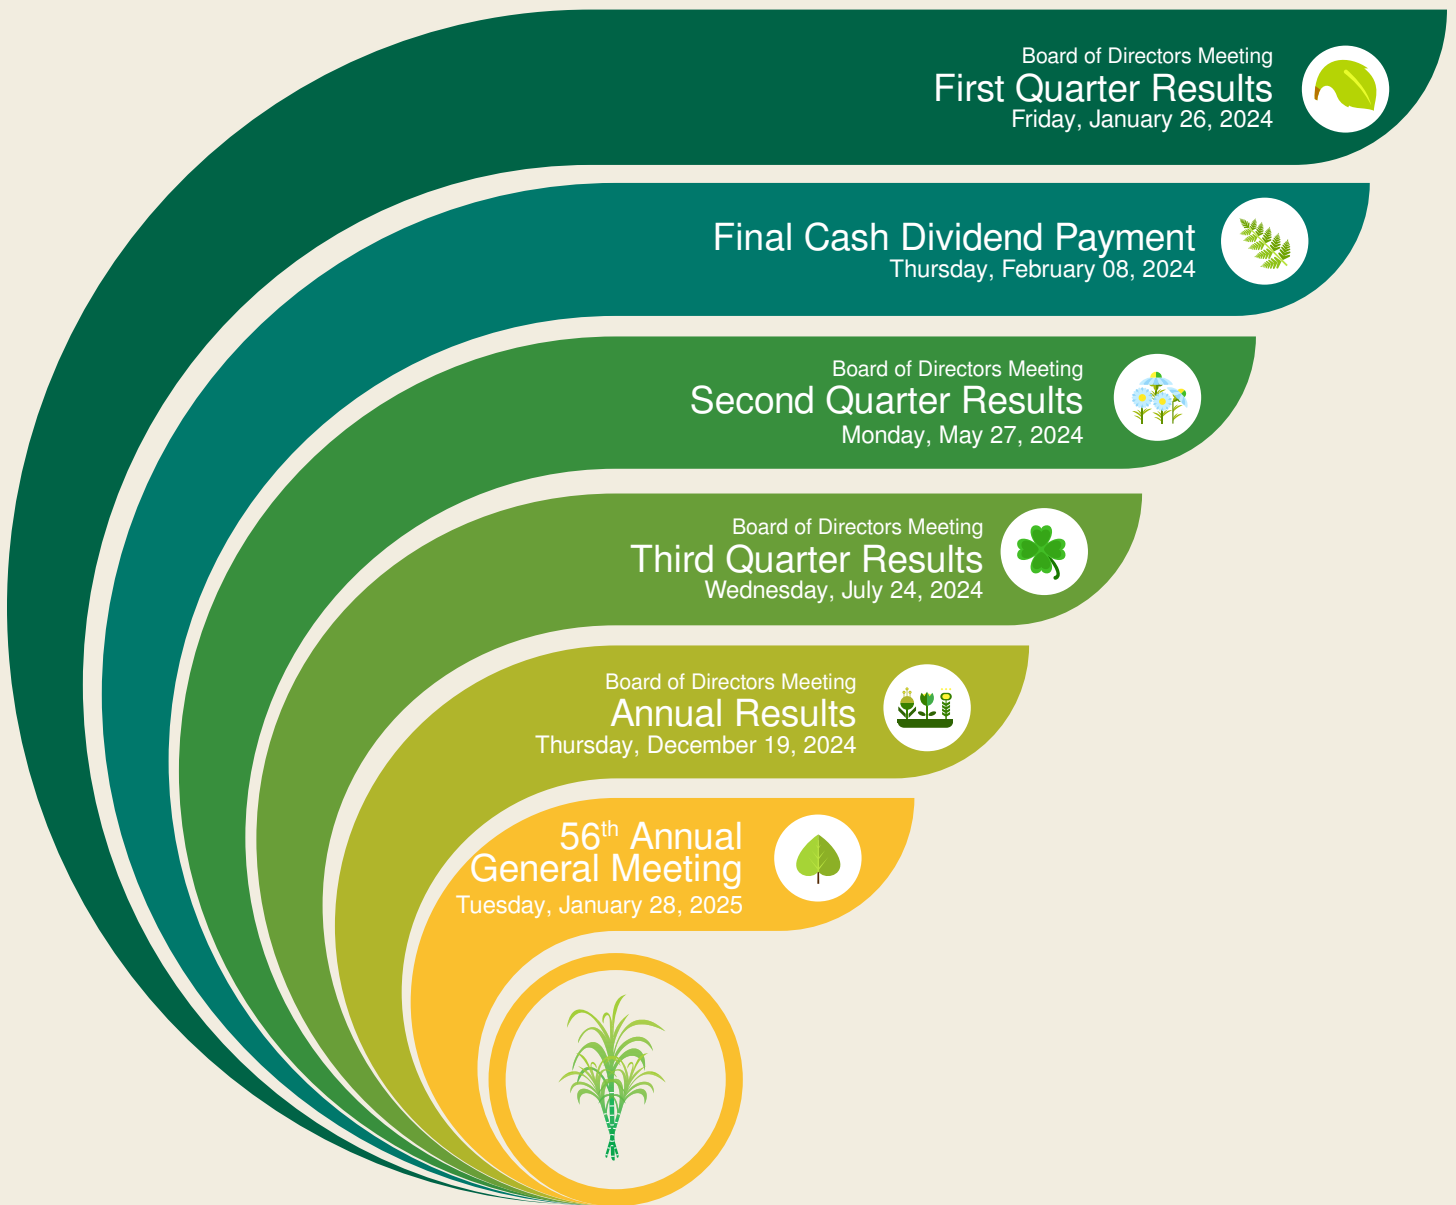 Board of Directors Meeting
First Quarter Results
Friday, January 26, 2024
Final Cash Dividend Payment
Thursday, February 08, 2024
Board of Directors Meeting
Second Quarter Results
Monday, May 27, 2024
Board of Directors Meeting
Third Quarter Results
Wednesday, July 24, 2024
Board of Directors Meeting
Annual Results
Thursday, December 19, 2024
56th Annual
General Meeting
Tuesday, January 28, 2025